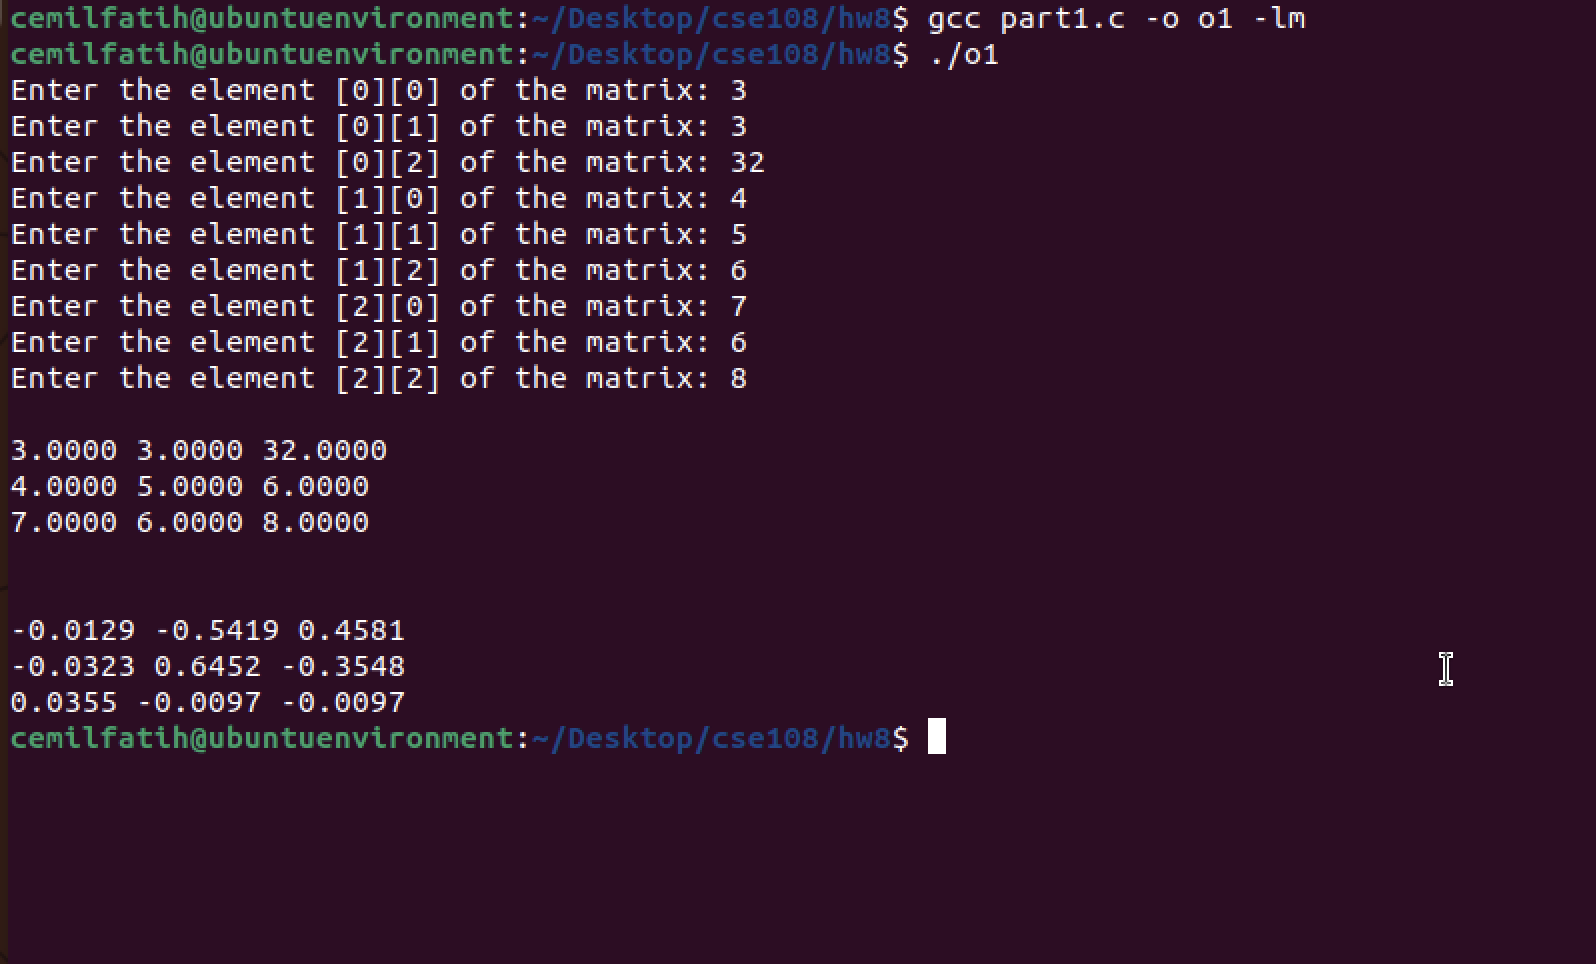 cemilfatih@ubuntuenvironment:~/Desktop/cse108/hw8$ gcc part1.c -o o1 -lm
cemilfatih@ubuntuenvironment:~/Desktop/cse108/hw8$ ./o1
Enter the element [0][0] of the matrix: 3
Enter the element [0][1] of the matrix: 3
Enter the element [0][2] of the matrix: 32
Enter the element [1][0] of the matrix: 4
Enter the element [1][1] of the matrix: 5
Enter the element [1][2] of the matrix: 6
Enter the element [2][0] of the matrix: 7
Enter the element [2][1] of the matrix: 6
Enter the element [2][2] of the matrix: 8
3.0000 3.0000 32.0000
4.0000 5.0000 6.0000
7.0000 6.0000 8.0000
-0.0129 -0.5419 0.4581
-0.0323 0.6452 -0.3548
0.0355 -0.0097 -0.0097
cemilfatih@ubuntuenvironment:~/Desktop/cse108/hw8$